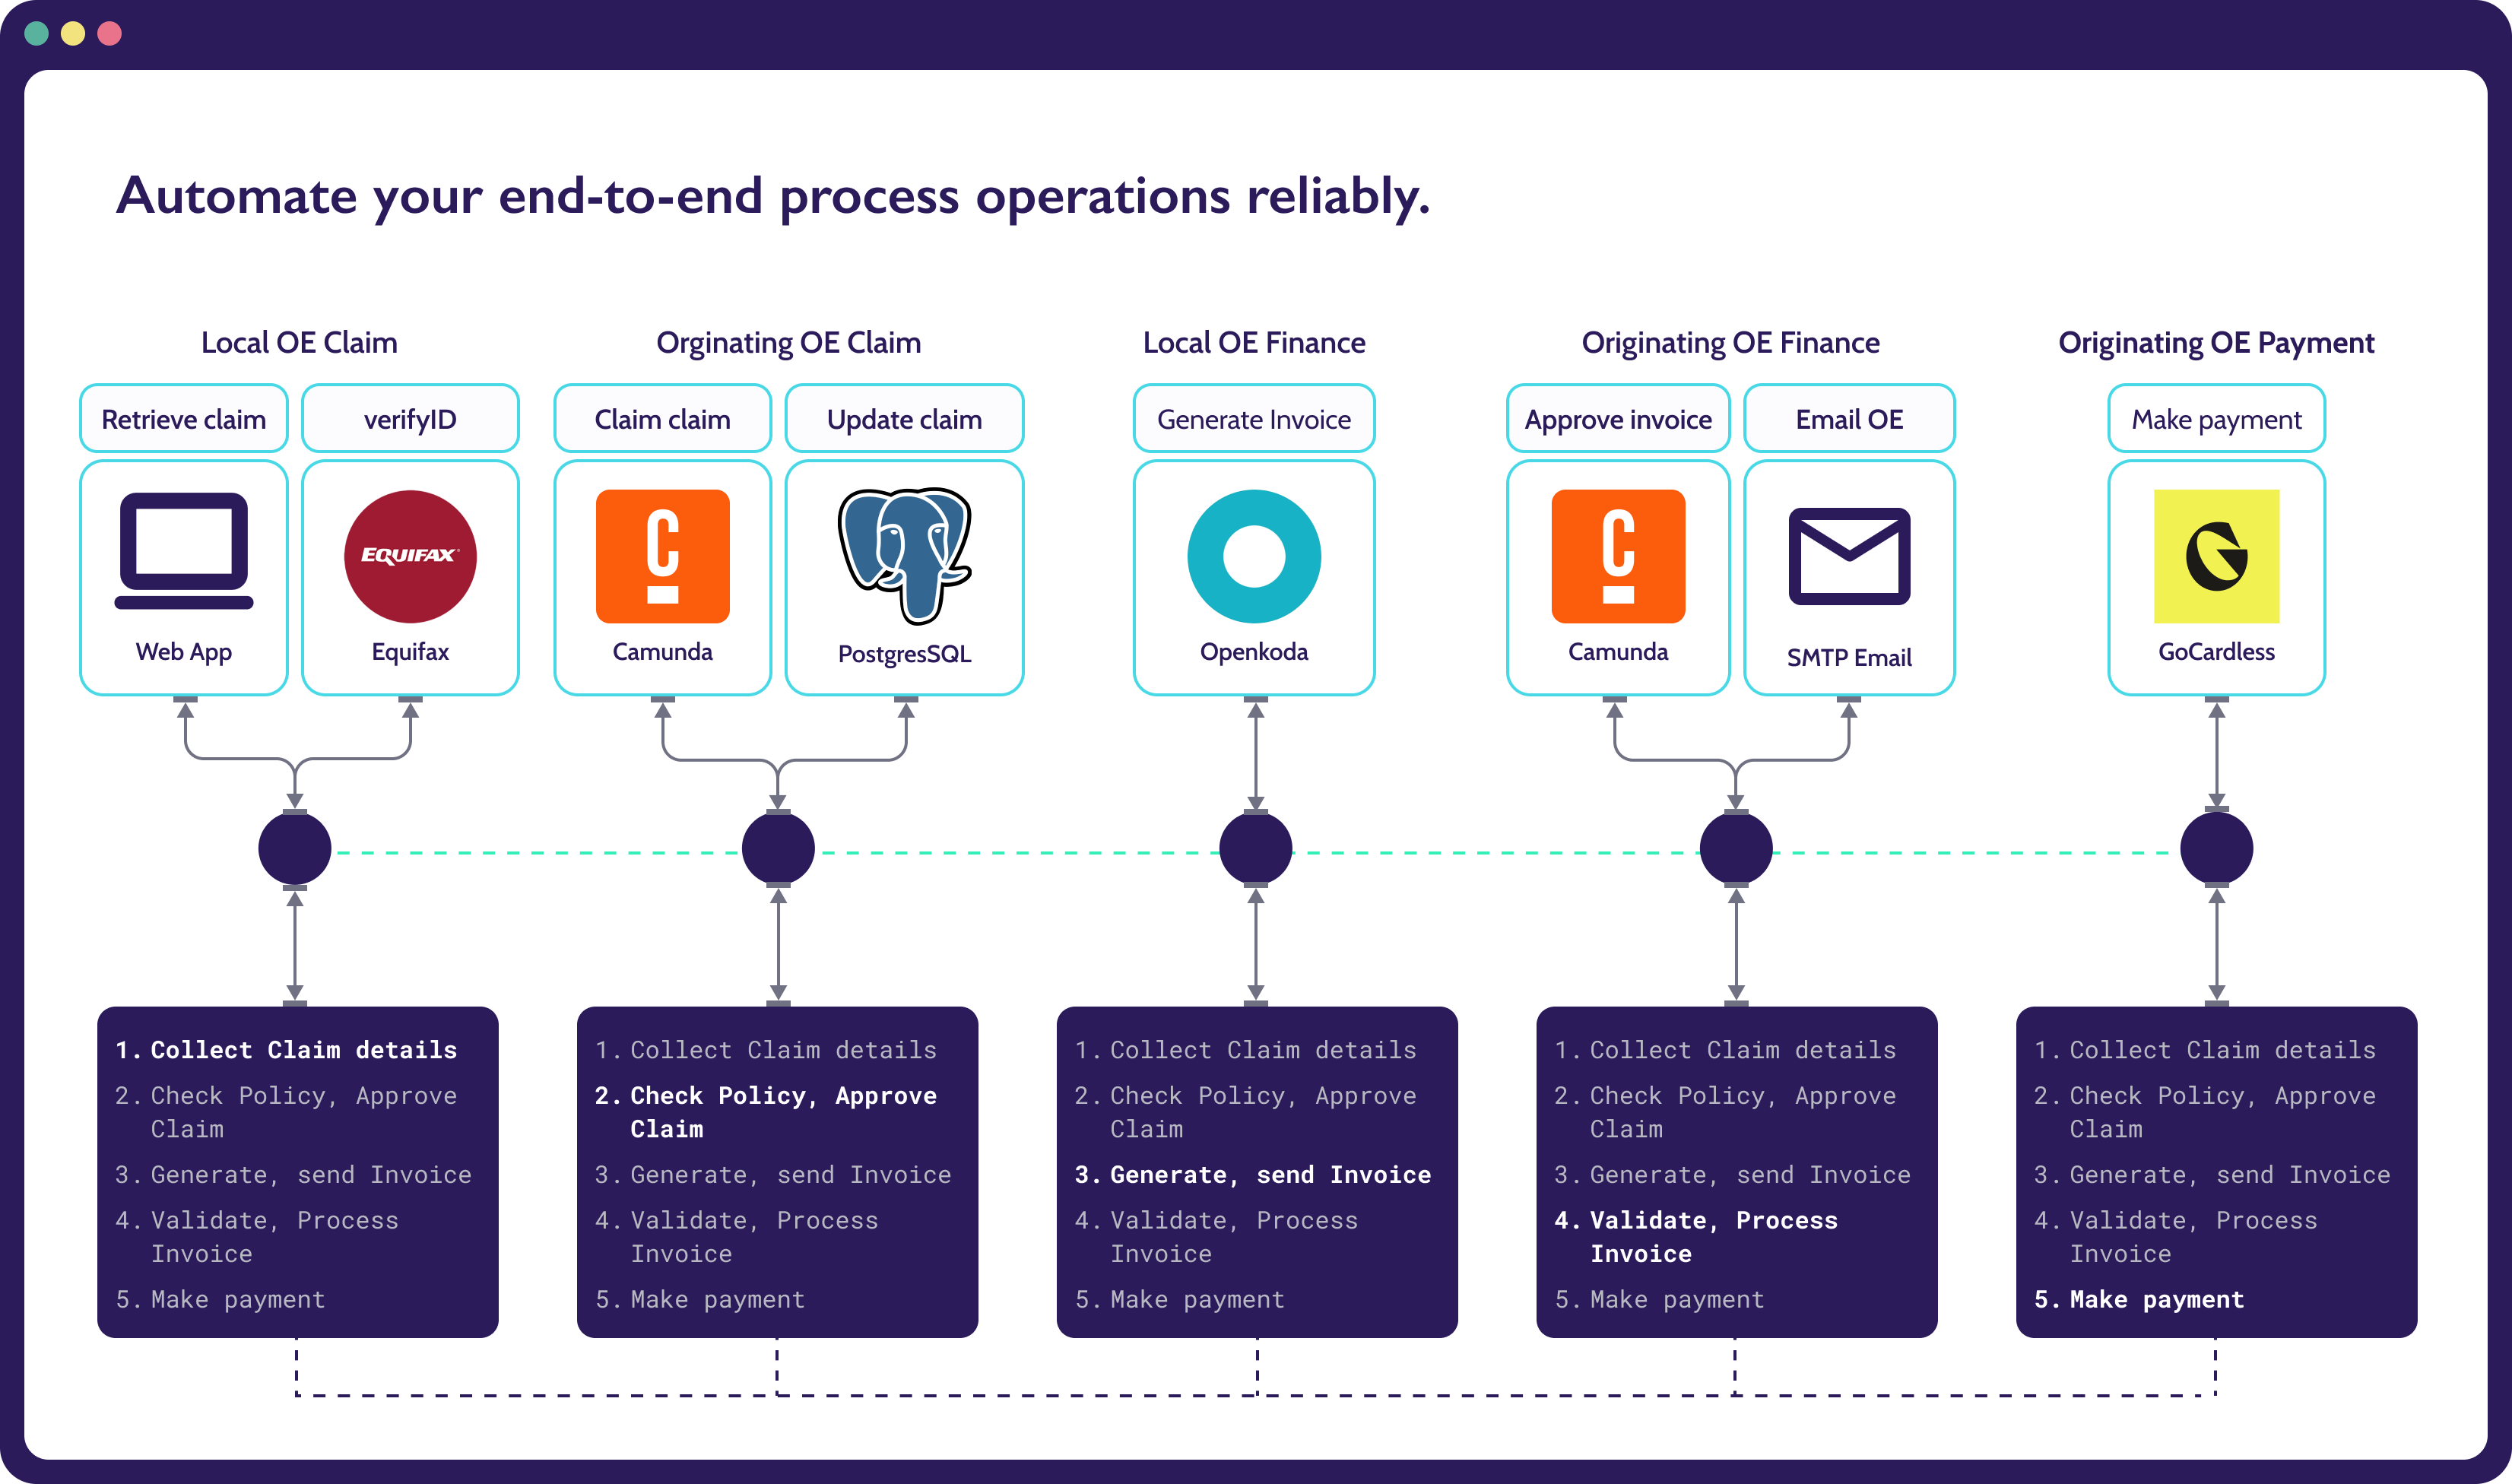 Automate your end-to-end process operations reliably.
Local OE Claim
Orginating OE Claim
Local OE Finance
Originating OE Finance
Originating OE Payment
Retrieve claim
verifyID
Claim claim
Update claim
Generate Invoice
Approve invoice
Email OE
Make payment
EQUIFAX
Web App
Equifax
Camunda
PostgresSQL
Openkoda
Camunda
SMTP Email
GoCardless
1. Collect Claim details
2. Check Policy, Approve
Claim
3. Generate, send Invoice
4. Validate, Process
Invoice
5. Make payment
1. Collect Claim details
2. Check Policy, Approve
Claim
3. Generate, send Invoice
4. Validate, Process
Invoice
5. Make payment
1. Collect Claim details
2. Check Policy, Approve
Claim
3. Generate, send Invoice
4. Validate, Process
Invoice
5. Make payment
1. Collect Claim details
2. Check Policy, Approve
Claim
3. Generate, send Invoice
4. Validate, Process
Invoice
5. Make payment
1. Collect Claim details
2. Check Policy, Approve
Claim
3. Generate, send Invoice
4. Validate, Process
Invoice
5. Make payment